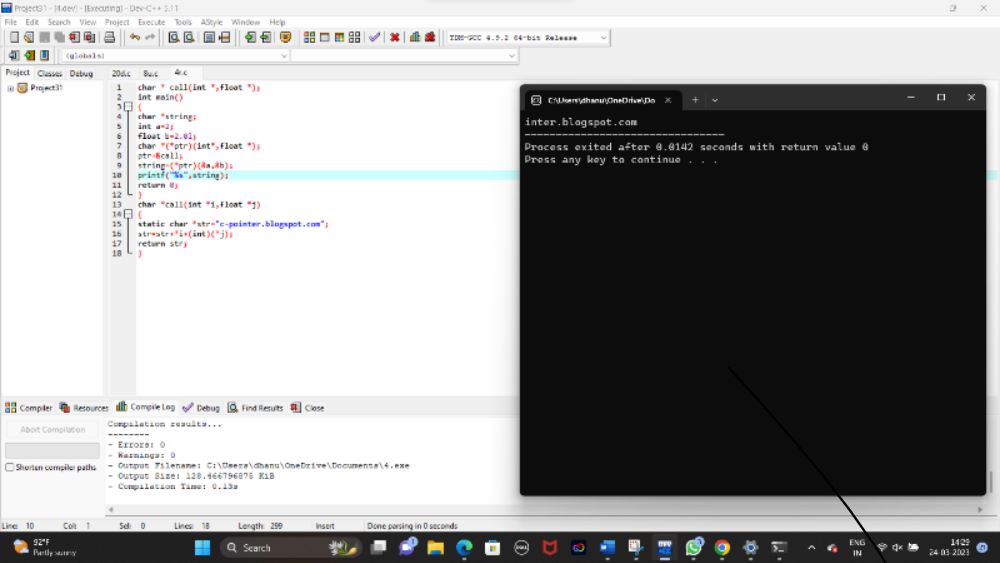 Project31 - [4r.dev] - [Executing] - Dev-C++ 5.11
File Edit Search View Project Execute Tools AStyle Window Help
TDM-GCC 4.9.2 64-bit Release
(globals)
Project Classes Debug
20d.c 8u.c 4r.c
Project31
1 char * call(int *,float *);
2 int main()
3 {
4 char *string;
5 int a=2;
6 float b=2.0l;
7 char *(*ptr)(int*,float *);
8 ptr=&call;
9 string=(*ptr)(&a,&b);
10 printf("%s",string);
11 return 0;
12 }
13 char *call(int *i,float *j)
14 {
15 static char *str="c-pointer.blogspot.com";
16 str=str+*i+(int)(*j);
17 return str;
18 }
C:\Users\dhanu\OneDrive\Do
inter.blogspot.com
--------------------------------
Process exited after 0.0142 seconds with return value 0
Press any key to continue . . .
Compiler Resources Compile Log Debug Find Results Close
Abort Compilation
Shorten compiler paths
Compilation results...
--------
- Errors: 0
- Warnings: 0
- Output Filename: C:\Users\dhanu\OneDrive\Documents\4.exe
- Output Size: 128.466796875 KiB
- Compilation Time: 0.13s
Line: 10 Col: 1 Sel: 0 Lines: 18 Length: 299 Insert Done parsing in 0 seconds
92°F
Partly sunny
Search
DELL
ENG
IN
14:29
24-03-2023